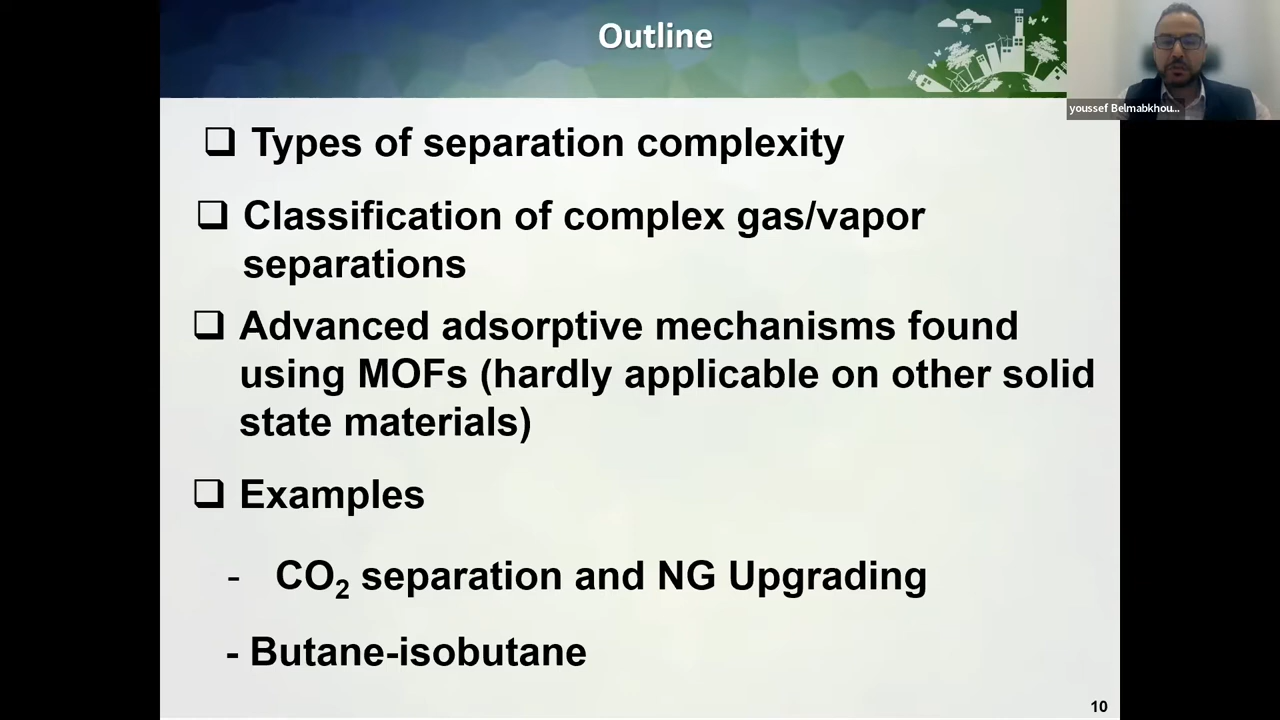 Outline
youssef Belmabkhou...
Types of separation complexity
Classification of complex gas/vapor
separations
Advanced adsorptive mechanisms found
using MOFs (hardly applicable on other solid
state materials)
Examples
- CO₂ separation and NG Upgrading
- Butane-isobutane
10